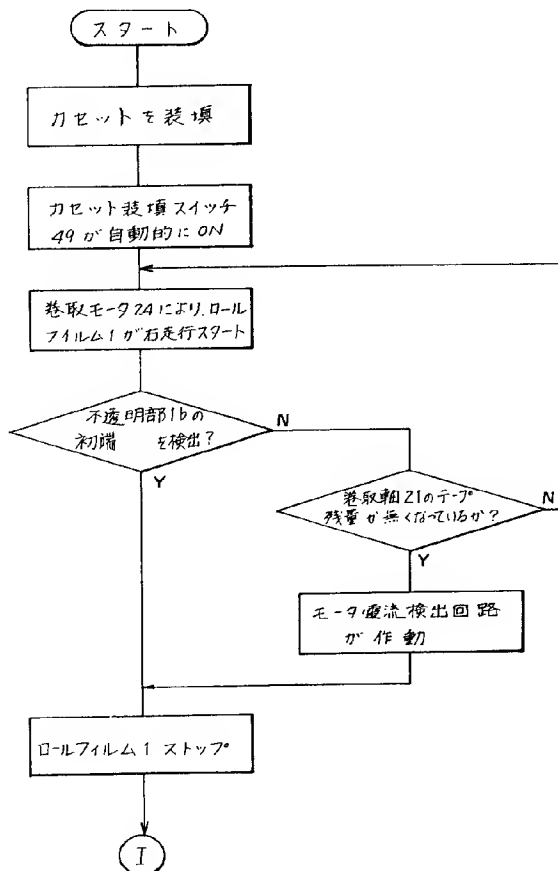 スタート
カセットを装填
カセット装填スイッチ
49が自動的にON
巻取モータ24により、ロール
フイルム1が右走行スタート
不透明部1bの
初端 を検出?
N
Y
巻取軸21のテープ
残量が無くなっているか?
N
Y
モータ電流検出回路
が作動
ロールフィルム1 ストップ
I